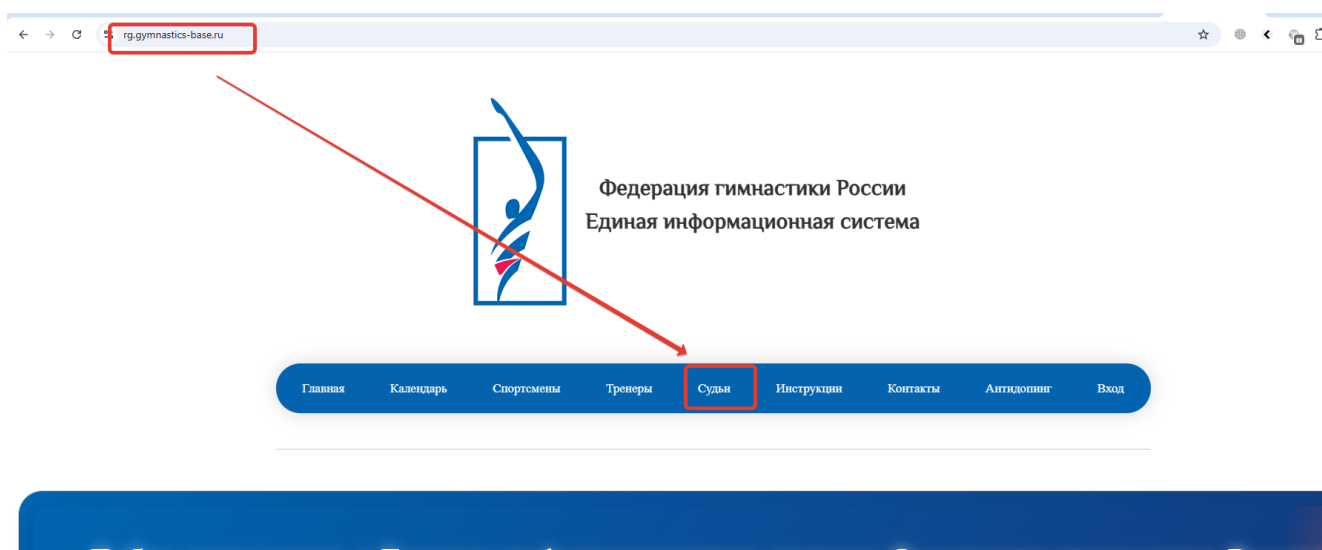 rg.gymnastics-base.ru
Федерация гимнастики России
Единая информационная система
Главная Календарь Спортсмены Тренеры Судьи Инструкции Контакты Антидопинг Вход